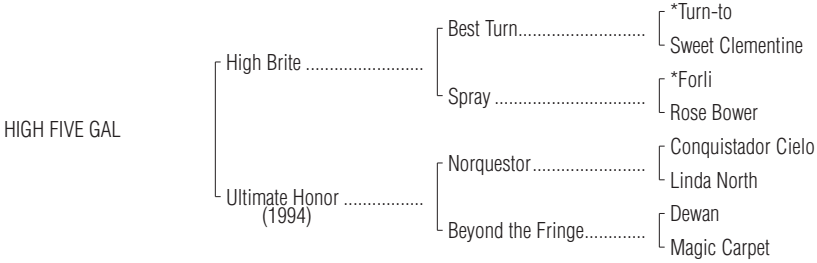 *Turn-to
Best Turn..............................
Sweet Clementine
High Brite ...........................
*Forli
Spray ...................................
Rose Bower
HIGH FIVE GAL
Conquistador Cielo
Norquestor..........................
Linda North
Ultimate Honor ..................
(1994)
Dewan
Beyond the Fringe..............
Magic Carpet